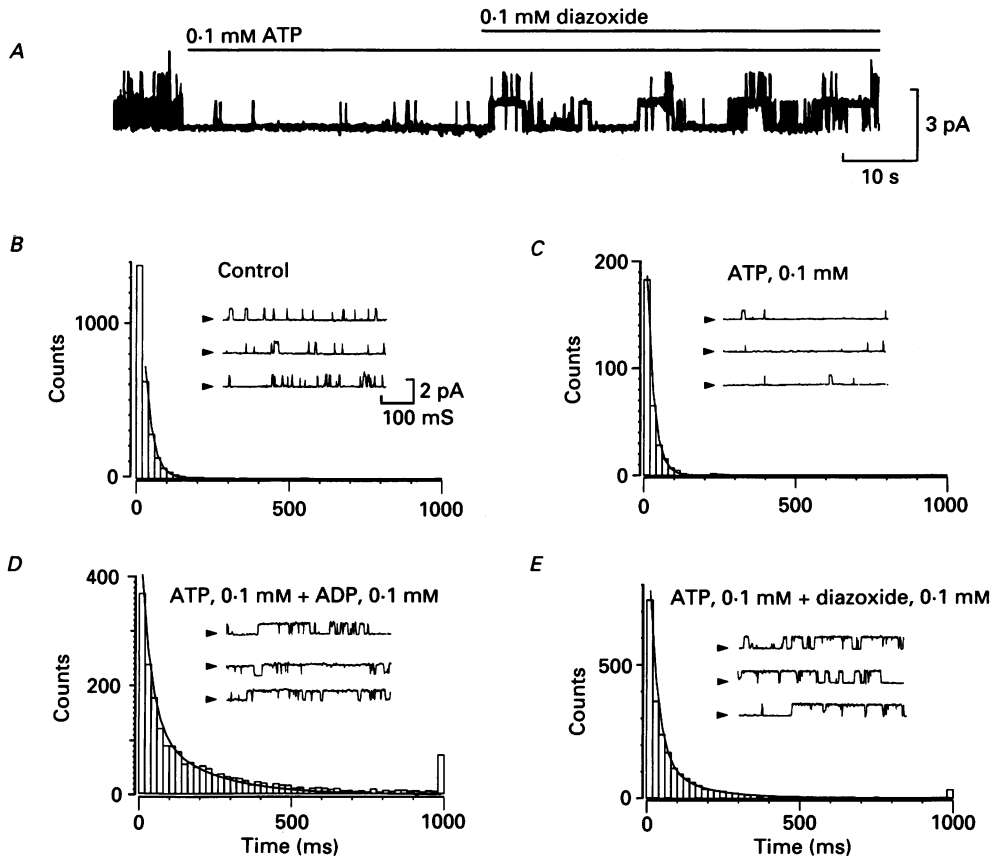 A
0·1 mM diazoxide
0·1 mM ATP
3 pA
10 s
B
Control
1000
0
Counts
2 pA
100 mS
0
500
1000
C
ATP, 0·1 mM
200
100
0
Counts
0
500
1000
D
ATP, 0·1 mM + ADP, 0·1 mM
400
200
0
Counts
0
500
1000
Time (ms)
E
ATP, 0·1 mM + diazoxide, 0·1 mM
500
0
Counts
0
500
1000
Time (ms)